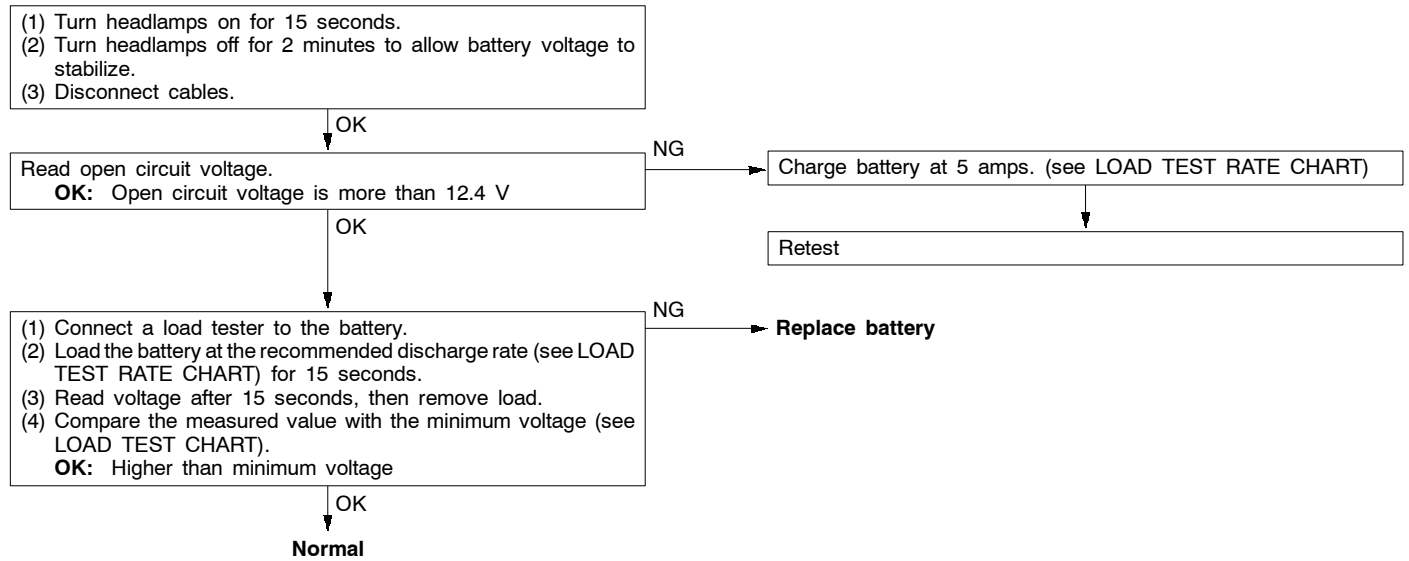 (1) Turn headlamps on for 15 seconds.
(2) Turn headlamps off for 2 minutes to allow battery voltage to
stabilize.
(3) Disconnect cables.
OK
Read open circuit voltage.
OK: Open circuit voltage is more than 12.4 V
NG
Charge battery at 5 amps. (see LOAD TEST RATE CHART)
Retest
OK
(1) Connect a load tester to the battery.
(2) Load the battery at the recommended discharge rate (see LOAD
TEST RATE CHART) for 15 seconds.
(3) Read voltage after 15 seconds, then remove load.
(4) Compare the measured value with the minimum voltage (see
LOAD TEST CHART).
OK: Higher than minimum voltage
NG
Replace battery
OK
Normal